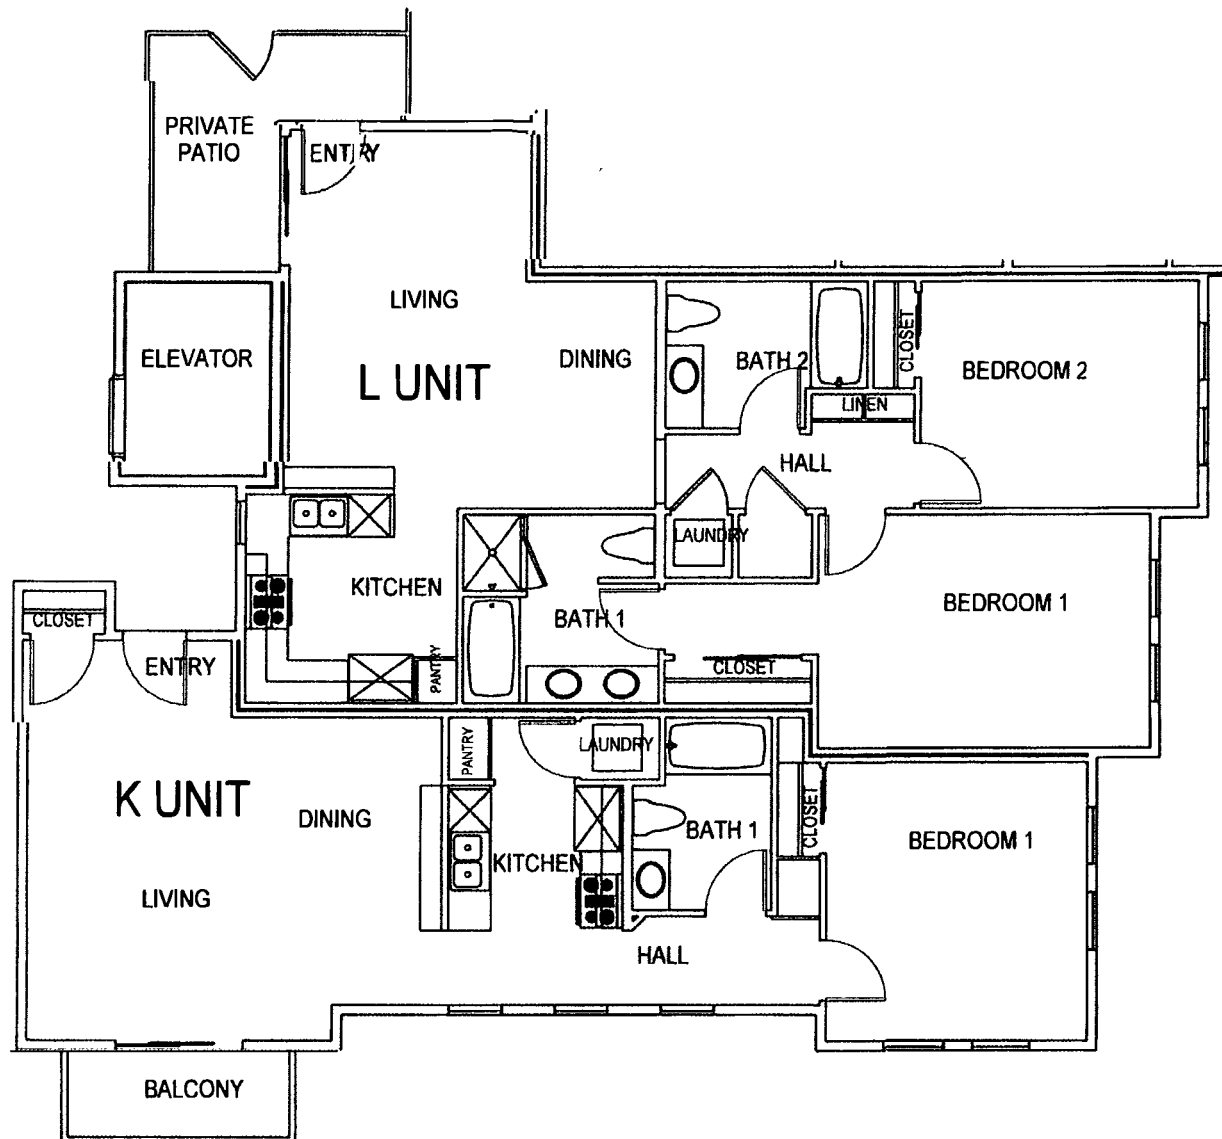 PRIVATE
PATIO
ENTRY
LIVING
ELEVATOR
L UNIT
DINING
BATH 2
CLOSET
BEDROOM 2
LINEN
HALL
LAUNDRY
KITCHEN
BATH 1
BEDROOM 1
CLOSET
PANTRY
CLOSET
ENTRY
PANTRY
LAUNDRY
K UNIT
DINING
KITCHEN
BATH 1
CLOSET
BEDROOM 1
LIVING
HALL
BALCONY